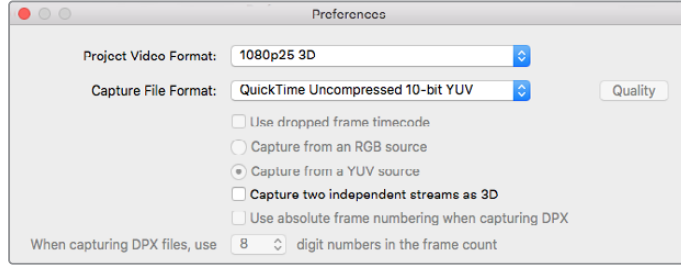 Preferences
Project Video Format: 1080p25 3D
Capture File Format: QuickTime Uncompressed 10-bit YUV Quality
Use dropped frame timecode
Capture from an RGB source
Capture from a YUV source
Capture two independent streams as 3D
Use absolute frame numbering when capturing DPX
When capturing DPX files, use 8 digit numbers in the frame count